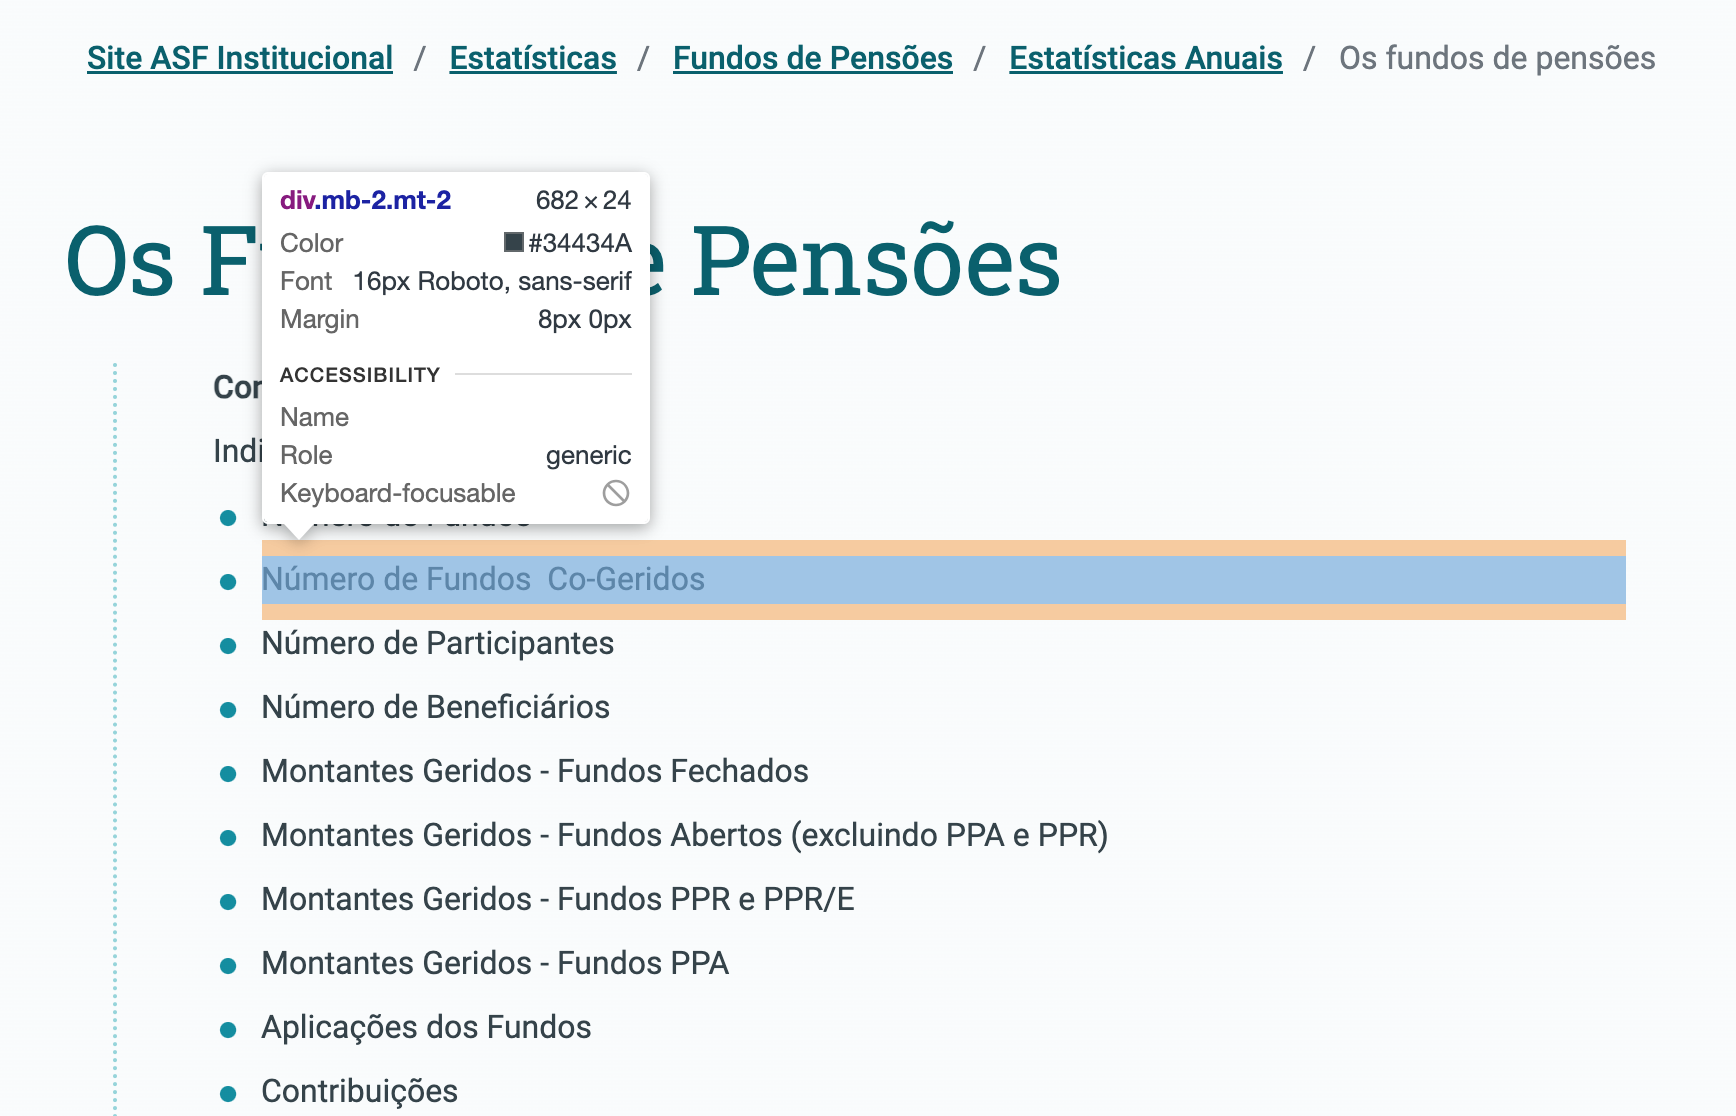 Site ASF Institucional / Estatísticas / Fundos de Pensões / Estatísticas Anuais / Os fundos de pensões
div.mb-2.mt-2 682 × 24
Os Pensões
Color #34434A
Font 16px Roboto, sans-serif
Margin 8px 0px
ACCESSIBILITY
Name
Role generic
Keyboard-focusable
Número de Fundos Co-Geridos
Número de Participantes
Número de Beneficiários
Montantes Geridos - Fundos Fechados
Montantes Geridos - Fundos Abertos (excluindo PPA e PPR)
Montantes Geridos - Fundos PPR e PPR/E
Montantes Geridos - Fundos PPA
Aplicações dos Fundos
Contribuições